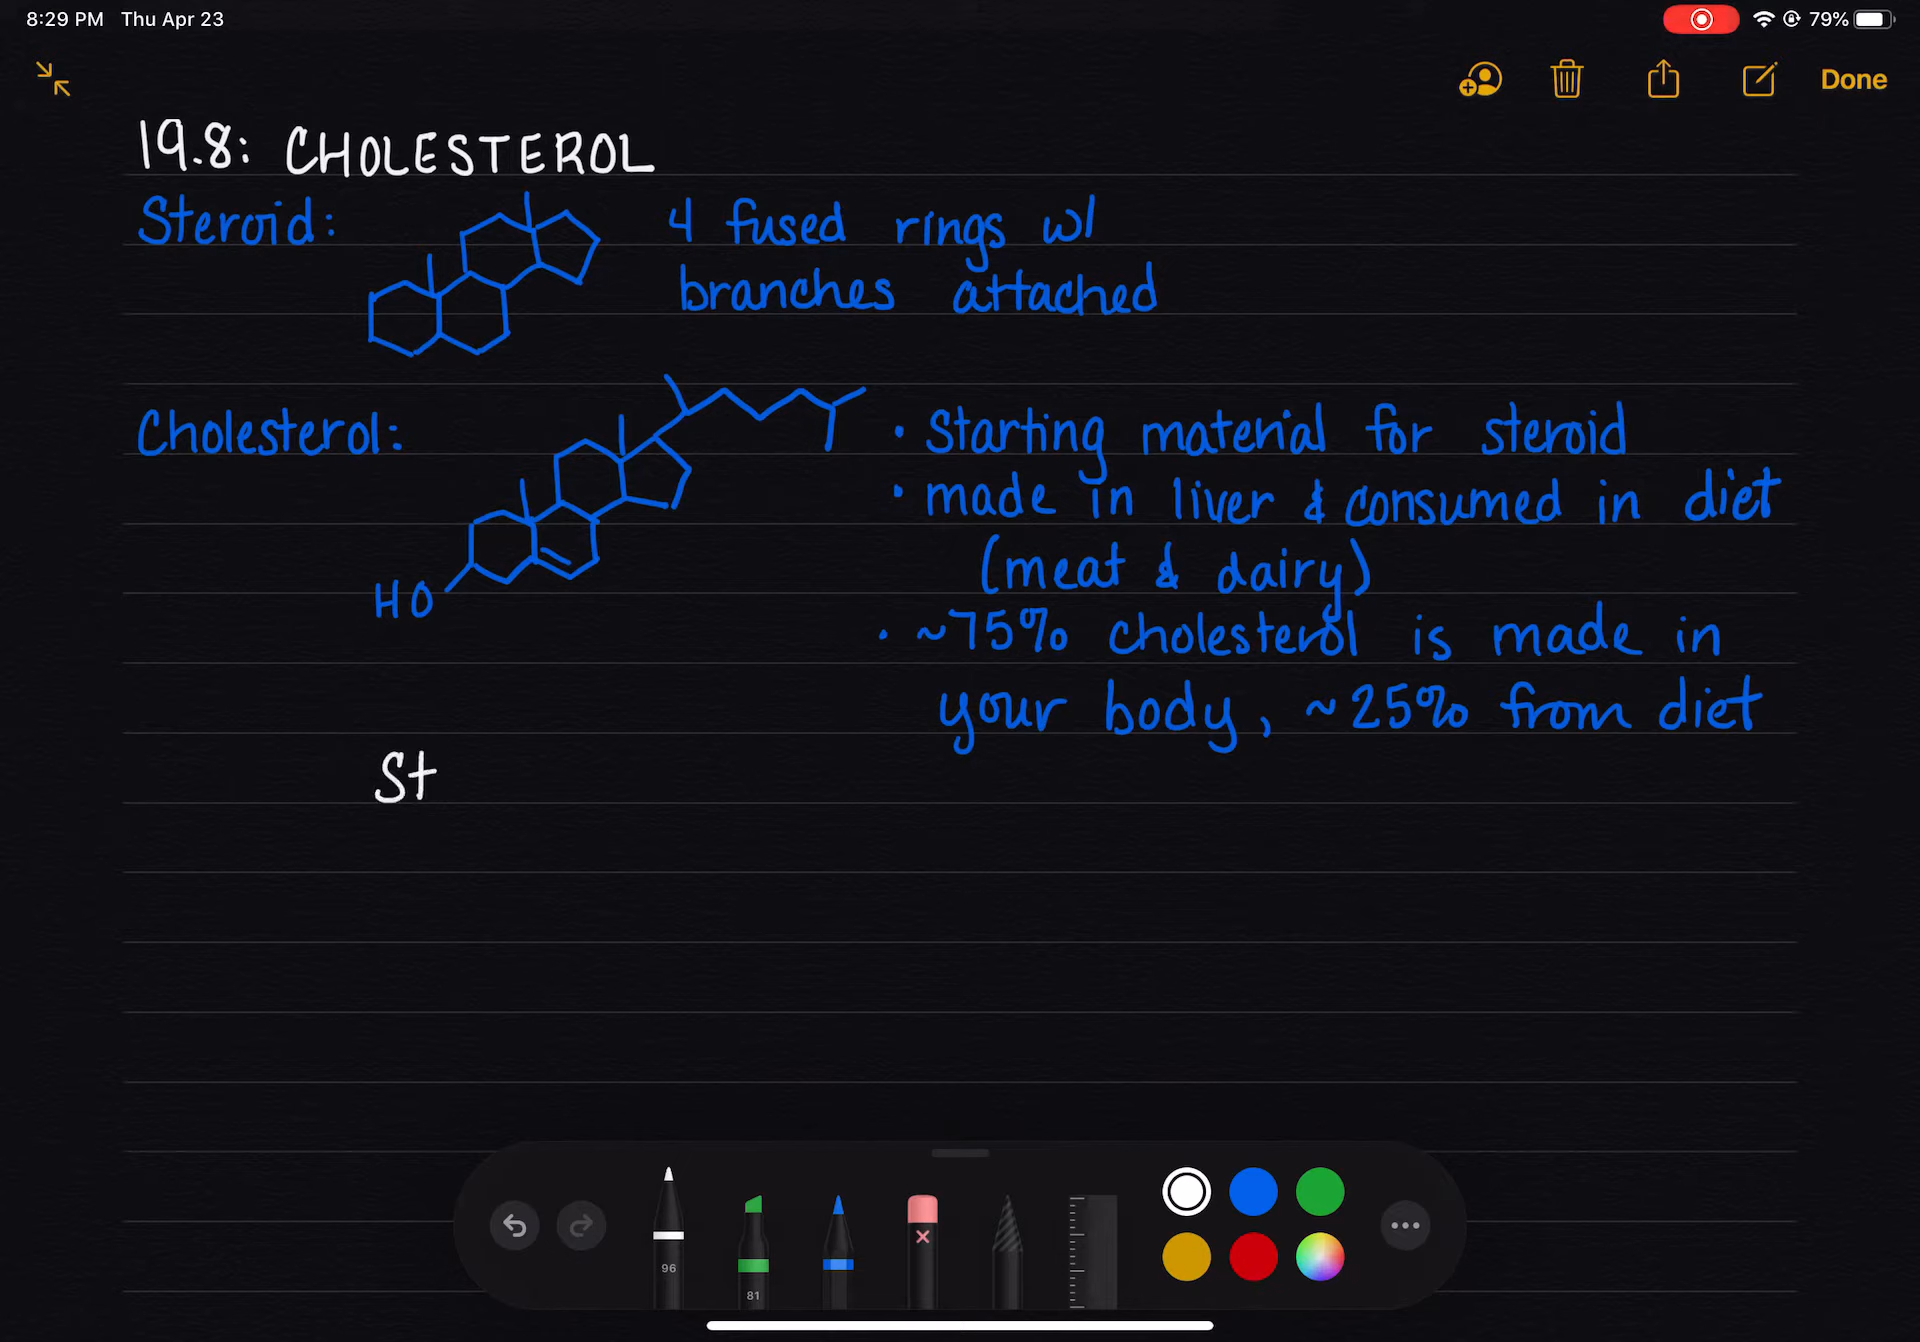 8:29 PM Thu Apr 23
79%
Done
19.8: CHOLESTEROL
Steroid: 4 fused rings w/
branches attached
Cholesterol: • Starting material for steroid
• made in liver & consumed in diet
(meat & dairy)
HO
• ~75% cholesterol is made in
your body, ~25% from diet
St
96
81